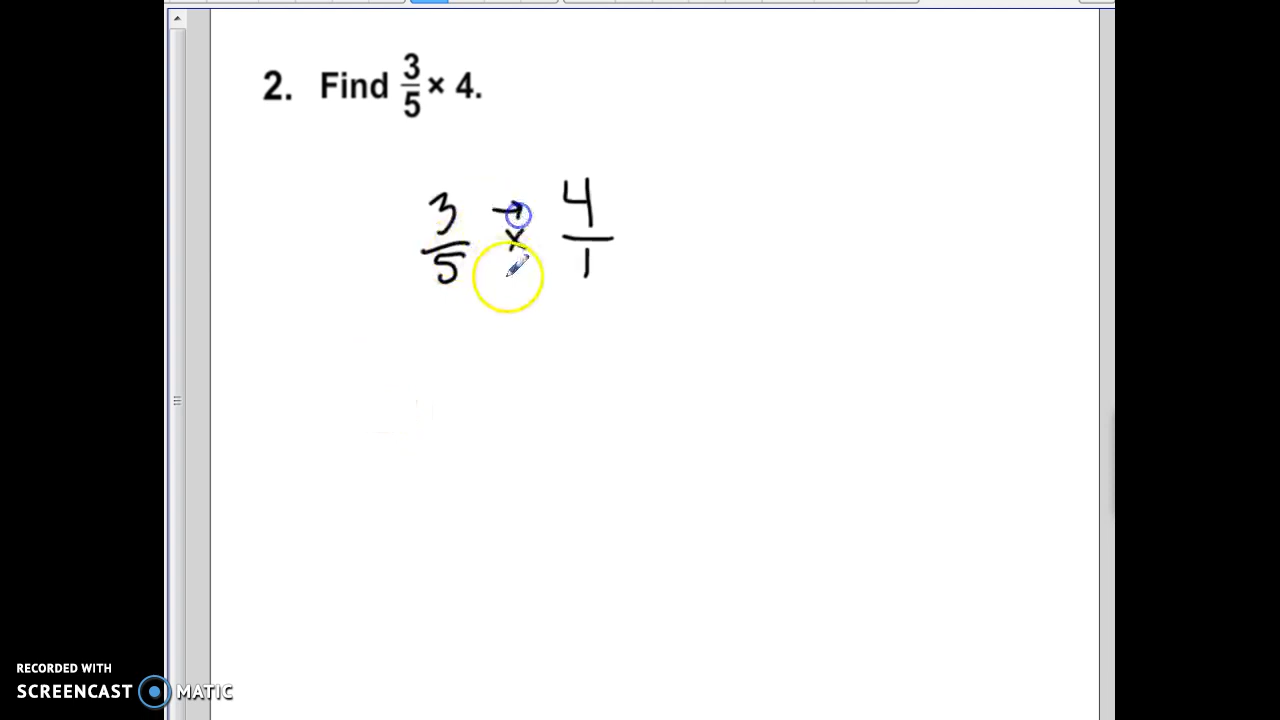 2. Find 3/5 × 4.
3/5 → × 4/1
RECORDED WITH
SCREENCAST MATIC